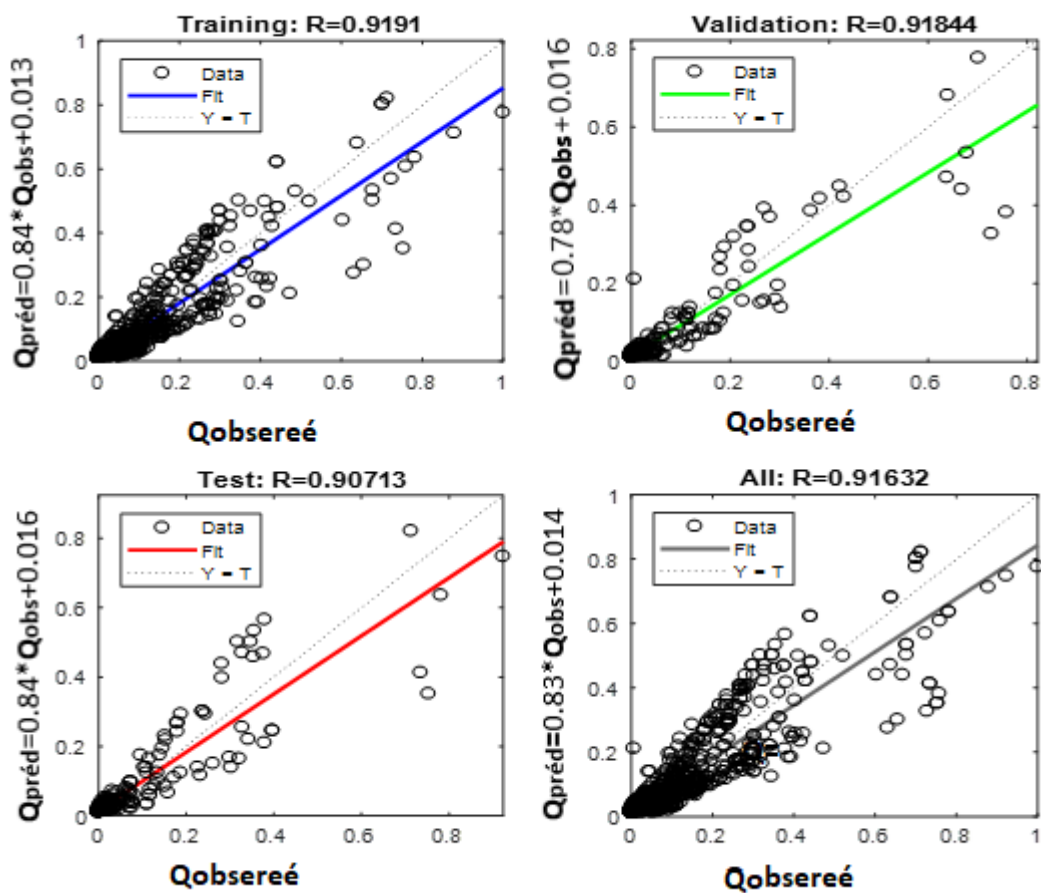 Training: R=0.9191
Qpréd=0.84*Qobs+0.013
1
0.8
0.6
0.4
0.2
0
Data
Fit
Y = T
0
0.2
0.4
0.6
0.8
1
Qobsereé
Validation: R=0.91844
Qpréd=0.78*Qobs+0.016
0.8
0.6
0.4
0.2
0
Data
Fit
Y = T
0
0.2
0.4
0.6
0.8
Qobsereé
Test: R=0.90713
Qpréd=0.84*Qobs+0.016
0.8
0.6
0.4
0.2
0
Data
Fit
Y = T
0
0.2
0.4
0.6
0.8
Qobsereé
All: R=0.91632
Qpréd=0.83*Qobs+0.014
1
0.8
0.6
0.4
0.2
0
Data
Fit
Y = T
0
0.2
0.4
0.6
0.8
1
Qobsereé